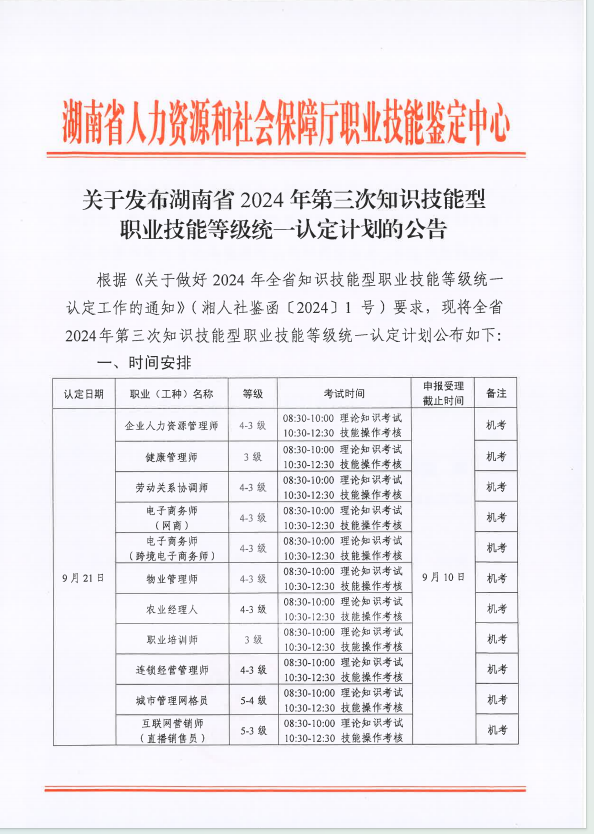 湖南省人力资源和社会保障厅职业技能鉴定中心
关于发布湖南省 2024 年第三次知识技能型
职业技能等级统一认定计划的公告
根据《关于做好 2024 年全省知识技能型职业技能等级统一
认定工作的通知》（湘人社鉴函〔2024〕1 号）要求，现将全省
2024年第三次知识技能型职业技能等级统一认定计划公布如下：
一、时间安排
认定日期 职业（工种）名称 等级 考试时间 申报受理 备注
截止时间
企业人力资源管理师 4-3 级 08:30-10:00 理论知识考试 机考
10:30-12:30 技能操作考核
健康管理师 3 级 08:30-10:00 理论知识考试 机考
10:30-12:30 技能操作考核
劳动关系协调师 4-3 级 08:30-10:00 理论知识考试 机考
10:30-12:30 技能操作考核
电子商务师 4-3 级 08:30-10:00 理论知识考试 机考
（网商） 10:30-12:30 技能操作考核
电子商务师 4-3 级 08:30-10:00 理论知识考试 机考
（跨境电子商务师） 10:30-12:30 技能操作考核
9 月 21 日 物业管理师 4-3 级 08:30-10:00 理论知识考试 9 月 10 日 机考
10:30-12:30 技能操作考核
农业经理人 4-3 级 08:30-10:00 理论知识考试 机考
10:30-12:30 技能操作考核
职业培训师 3 级 08:30-10:00 理论知识考试 机考
10:30-12:30 技能操作考核
连锁经营管理师 4-3 级 08:30-10:00 理论知识考试 机考
10:30-12:30 技能操作考核
城市管理网格员 5-4 级 08:30-10:00 理论知识考试 机考
10:30-12:30 技能操作考核
互联网营销师 5-3 级 08:30-10:00 理论知识考试 机考
（直播销售员） 10:30-12:30 技能操作考核